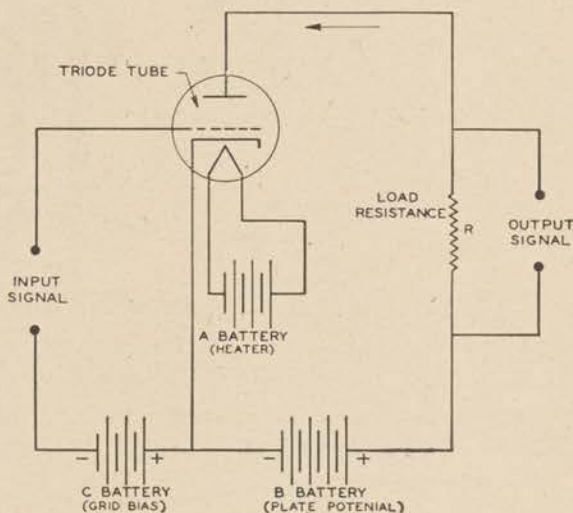 TRIODE TUBE
LOAD
RESISTANCE
R
OUTPUT
SIGNAL
INPUT
SIGNAL
A BATTERY
(HEATER)
- + - +
C BATTERY
(GRID BIAS)
B BATTERY
(PLATE POTENIAL)